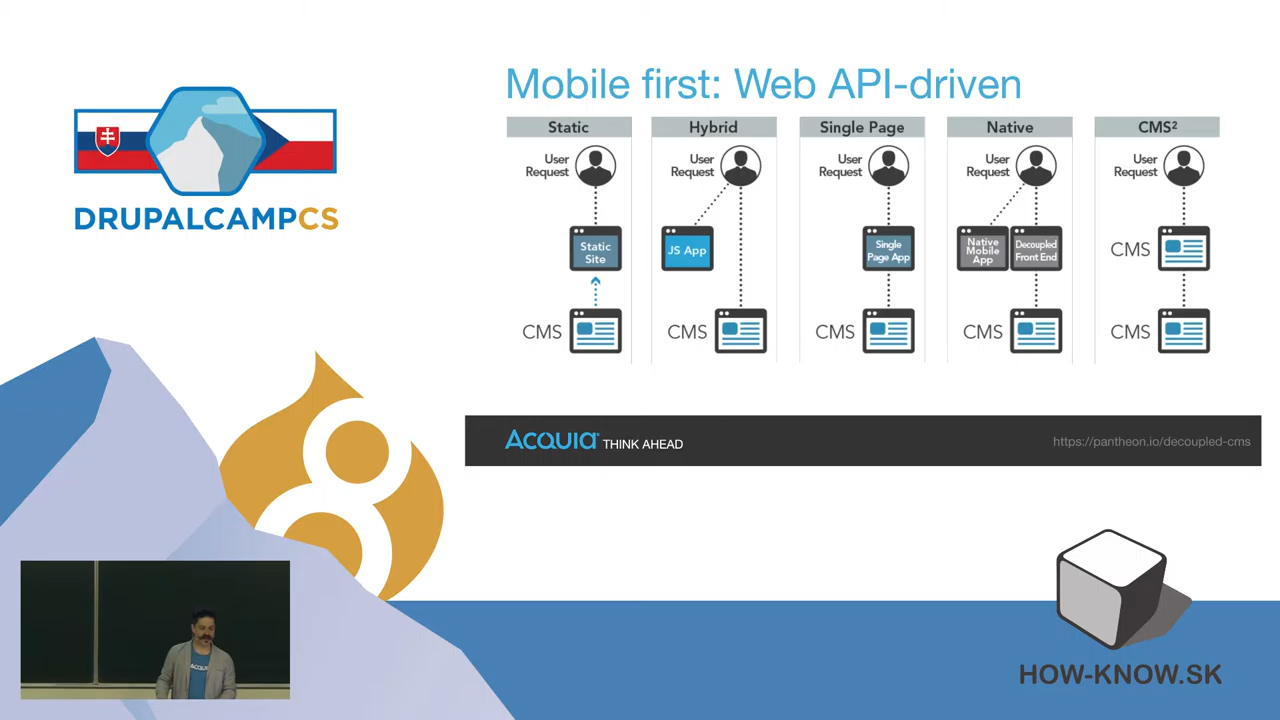 DRUPALCAMPCS
Mobile first: Web API-driven
Static
User
Request
Static
Site
CMS
Hybrid
User
Request
JS App
CMS
Single Page
User
Request
Single
Page App
CMS
Native
User
Request
Native
Mobile
App
Decoupled
Front End
CMS
CMS²
User
Request
CMS
CMS
ACQUIA THINK AHEAD
https://pantheon.io/decoupled-cms
ACQUIA
HOW-KNOW.SK